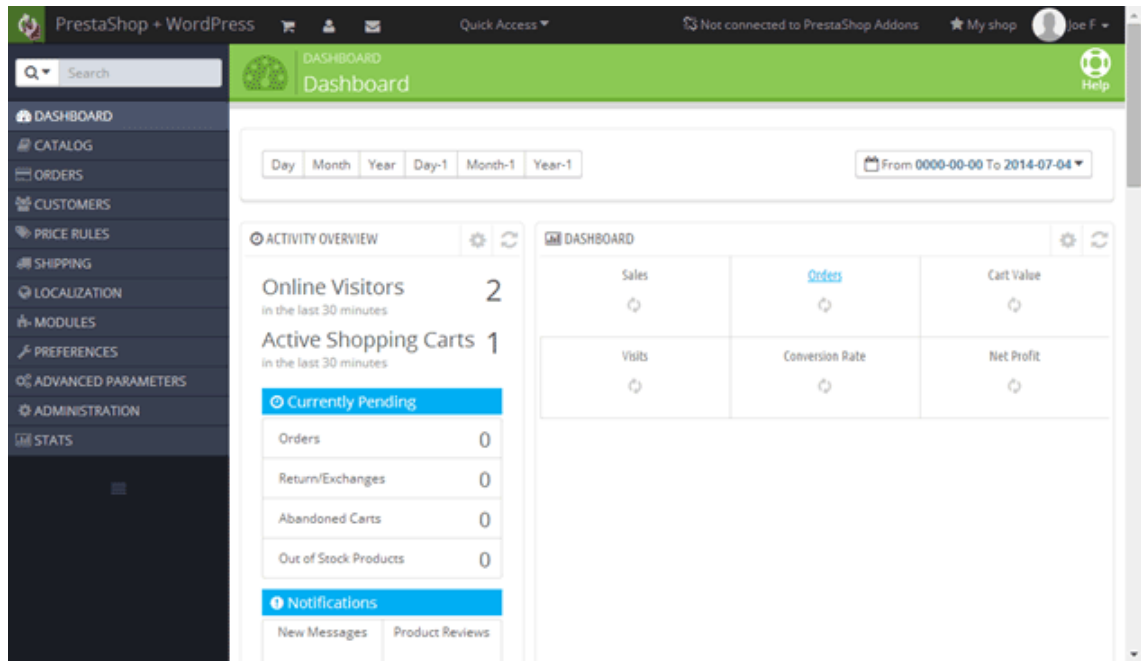 PrestaShop + WordPress Quick Access Not connected to PrestaShop Addons My shop Joe F
Search
DASHBOARD
Dashboard
Help
DASHBOARD
CATALOG
ORDERS
CUSTOMERS
PRICE RULES
SHIPPING
LOCALIZATION
MODULES
PREFERENCES
ADVANCED PARAMETERS
ADMINISTRATION
STATS
Day Month Year Day-1 Month-1 Year-1
From 0000-00-00 To 2014-07-04
ACTIVITY OVERVIEW
Online Visitors 2
in the last 30 minutes
Active Shopping Carts 1
in the last 30 minutes
Currently Pending
Orders 0
Return/Exchanges 0
Abandoned Carts 0
Out of Stock Products 0
Notifications
New Messages Product Reviews
DASHBOARD
Sales Orders Cart Value
Visits Conversion Rate Net Profit